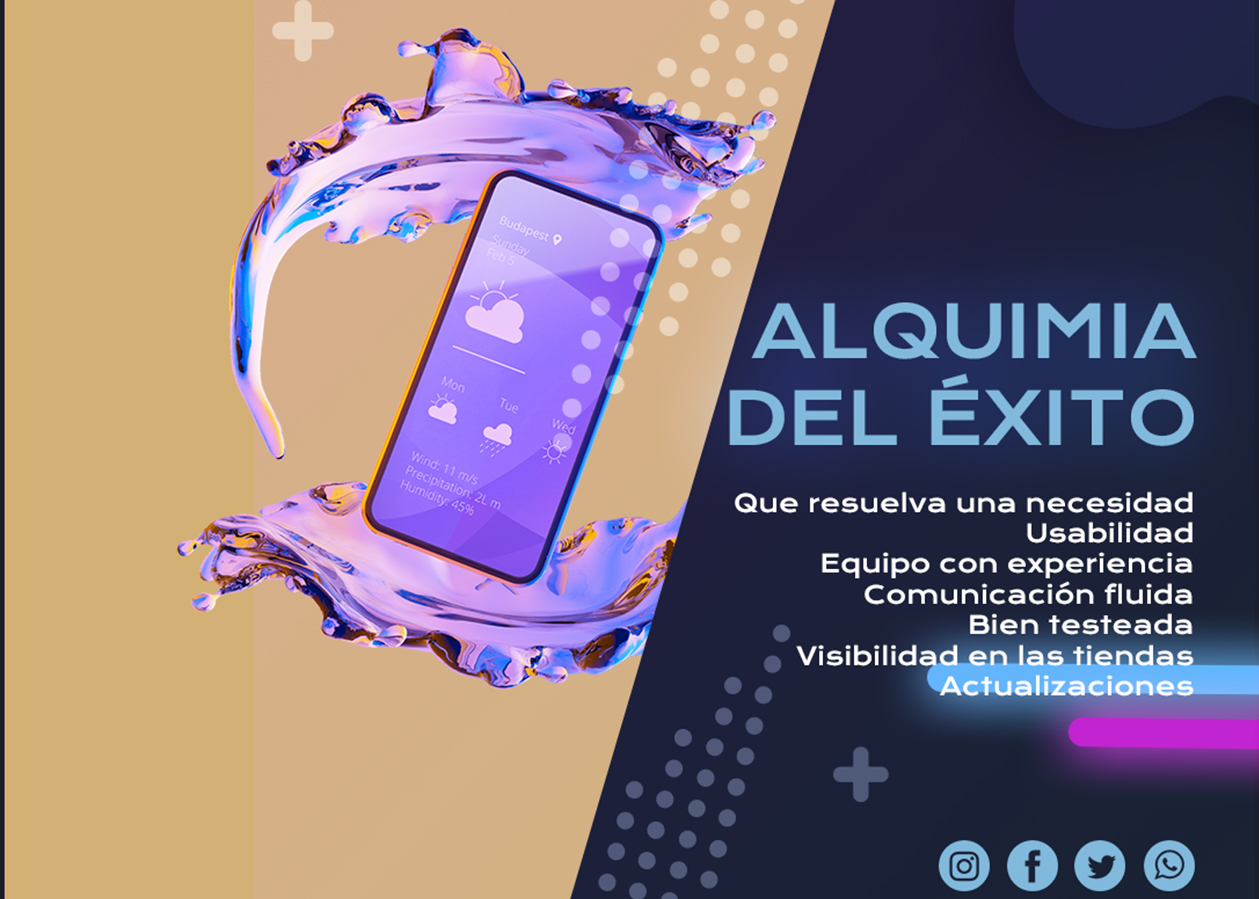 Budapest
Sunday
Feb 5
Mon
Tue
Wed
Wind: 11 m/s
Precipitation: 2L m
Humidity: 45%
ALQUIMIA
DEL ÉXITO
Que resuelva una necesidad
Usabilidad
Equipo con experiencia
Comunicación fluida
Bien testeada
Visibilidad en las tiendas
Actualizaciones